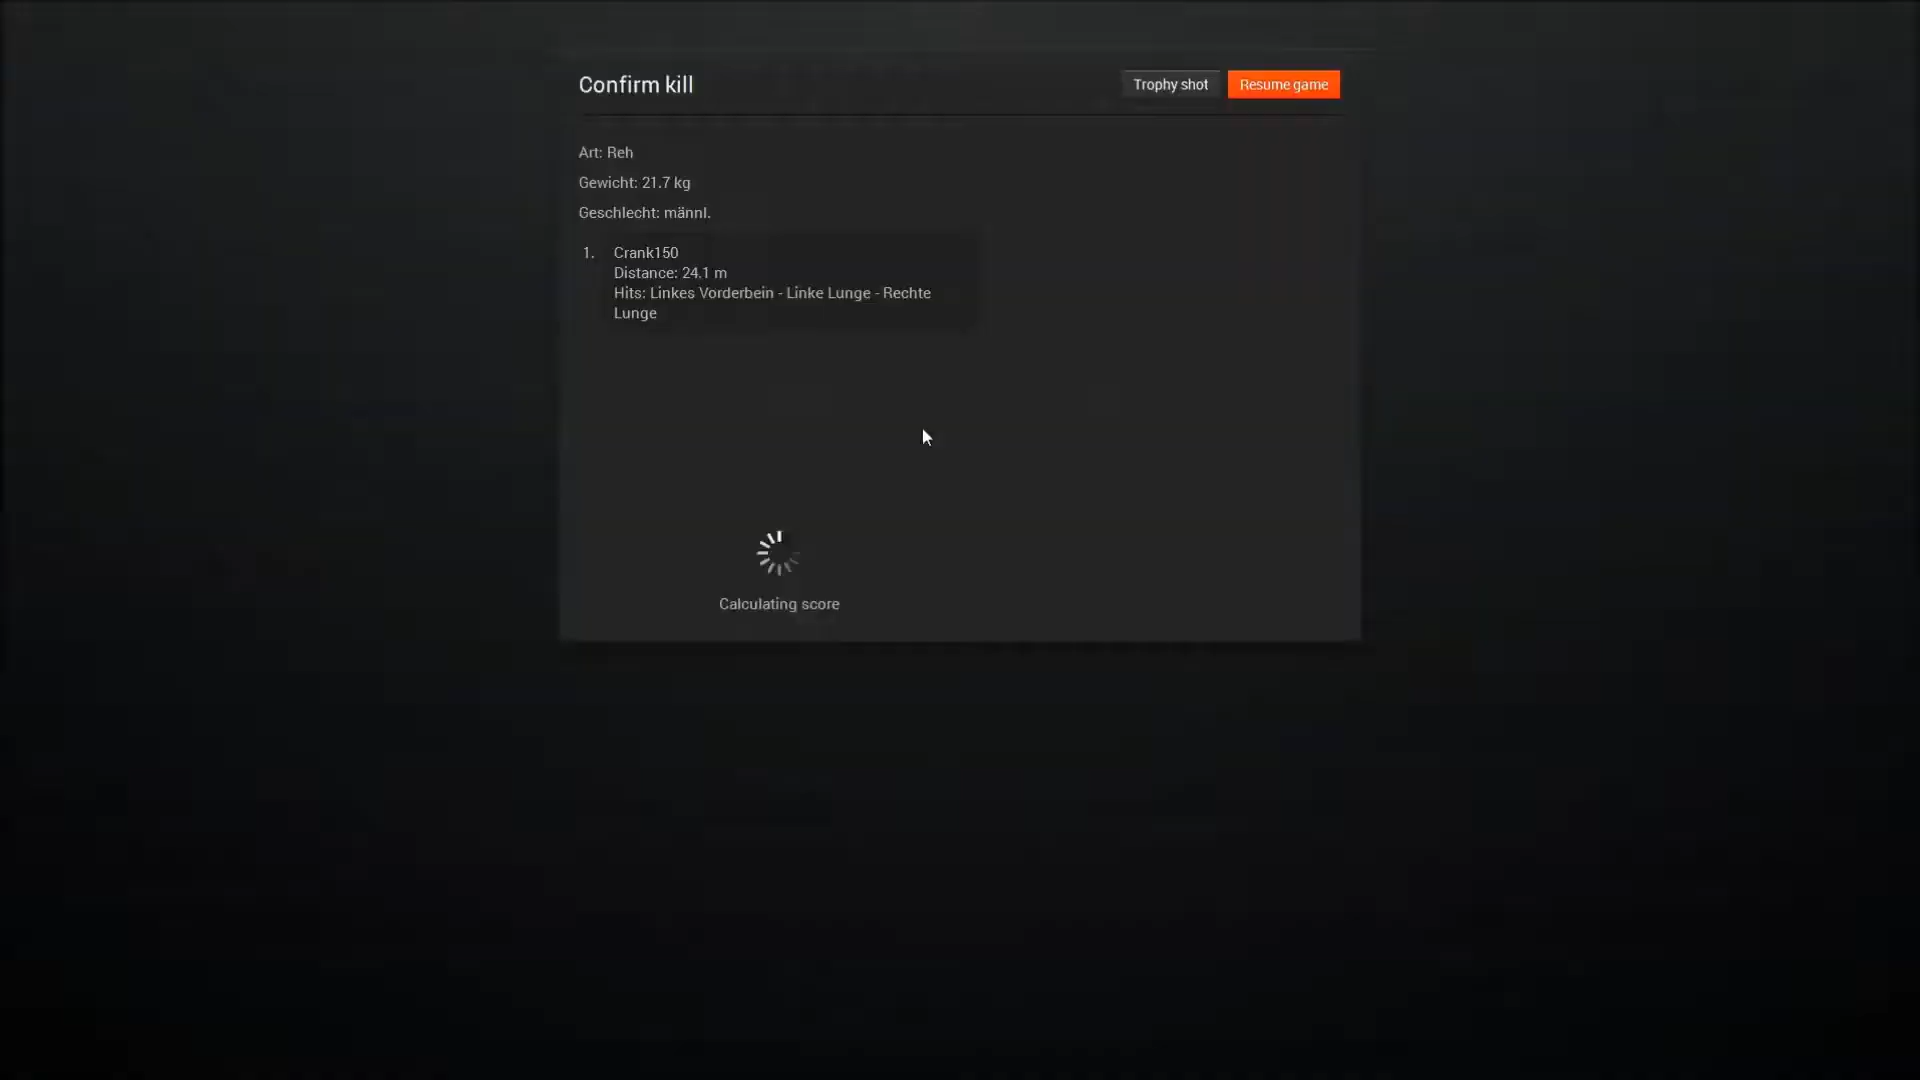 Confirm kill
Trophy shot
Resume game
Art: Reh
Gewicht: 21.7 kg
Geschlecht: männl.
1. Crank150
Distance: 24.1 m
Hits: Linkes Vorderbein - Linke Lunge - Rechte
Lunge
Calculating score